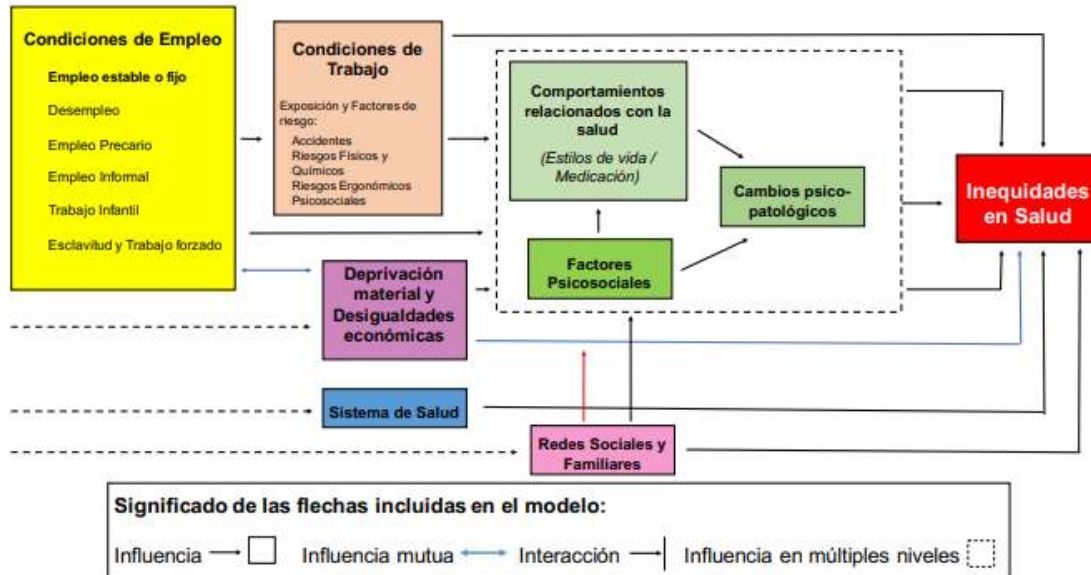 Condiciones de Empleo
Empleo estable o fijo
Desempleo
Empleo Precario
Empleo Informal
Trabajo Infantil
Esclavitud y Trabajo forzado
Condiciones de
Trabajo
Exposición y Factores de
riesgo:
Accidentes
Riesgos Físicos y
Químicos
Riesgos Ergonómicos
Psicosociales
Comportamientos
relacionados con la
salud
(Estilos de vida /
Medicación)
Cambios psico-
patológicos
Factores
Psicosociales
Inequidades
en Salud
Deprivación
material y
Desigualdades
económicas
Sistema de Salud
Redes Sociales y
Familiares
Significado de las flechas incluidas en el modelo:
Influencia Influencia mutua Interacción Influencia en múltiples niveles